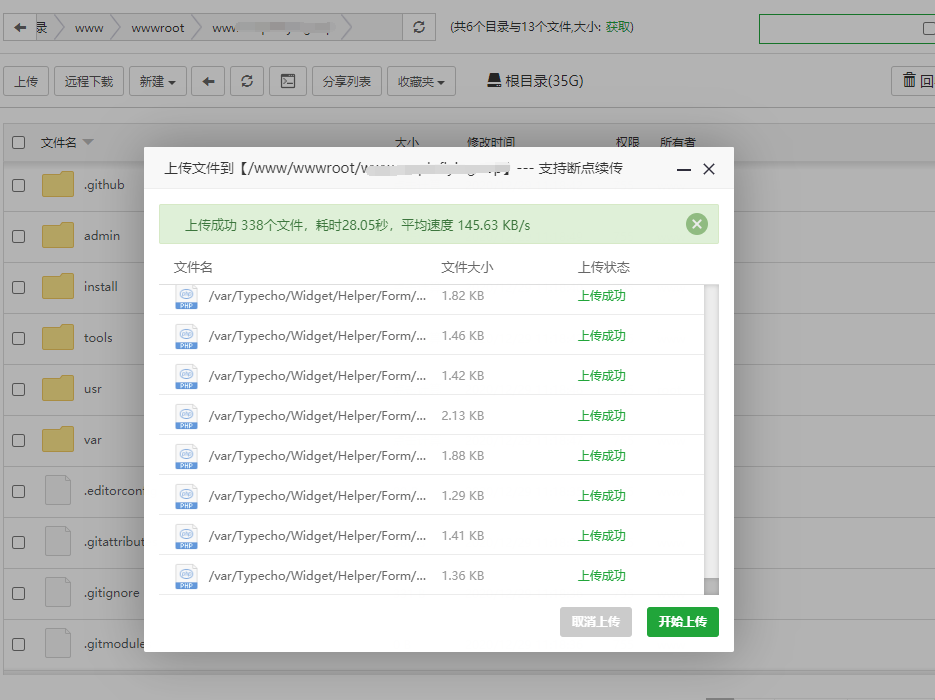 录 www wwwroot www (共6个目录与13个文件,大小: 获取)
上传 远程下载 新建 分享列表 收藏夹 根目录(35G) 回
文件名 大小 修改时间 权限 所有者
上传文件到【/www/wwwroot/ 】--- 支持断点续传
上传成功 338个文件，耗时28.05秒，平均速度 145.63 KB/s
文件名 文件大小 上传状态
PHP /var/Typecho/Widget/Helper/Form/... 1.82 KB 上传成功
PHP /var/Typecho/Widget/Helper/Form/... 1.46 KB 上传成功
PHP /var/Typecho/Widget/Helper/Form/... 1.42 KB 上传成功
PHP /var/Typecho/Widget/Helper/Form/... 2.13 KB 上传成功
PHP /var/Typecho/Widget/Helper/Form/... 1.88 KB 上传成功
PHP /var/Typecho/Widget/Helper/Form/... 1.29 KB 上传成功
PHP /var/Typecho/Widget/Helper/Form/... 1.41 KB 上传成功
PHP /var/Typecho/Widget/Helper/Form/... 1.36 KB 上传成功
取消上传 开始上传
.github
admin
install
tools
usr
var
.editorcon
.gitattribut
.gitignore
.gitmodule